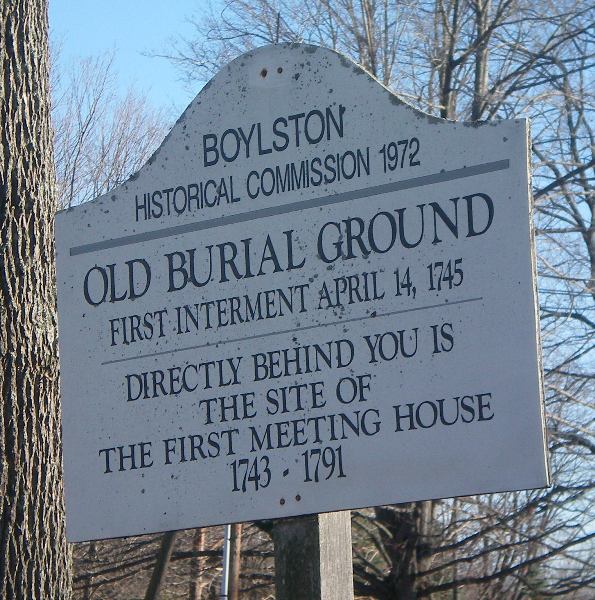 BOYLSTON
HISTORICAL COMMISSION 1972
OLD BURIAL GROUND
FIRST INTERMENT APRIL 14, 1745
DIRECTLY BEHIND YOU IS
THE SITE OF
THE FIRST MEETING HOUSE
1743 - 1791